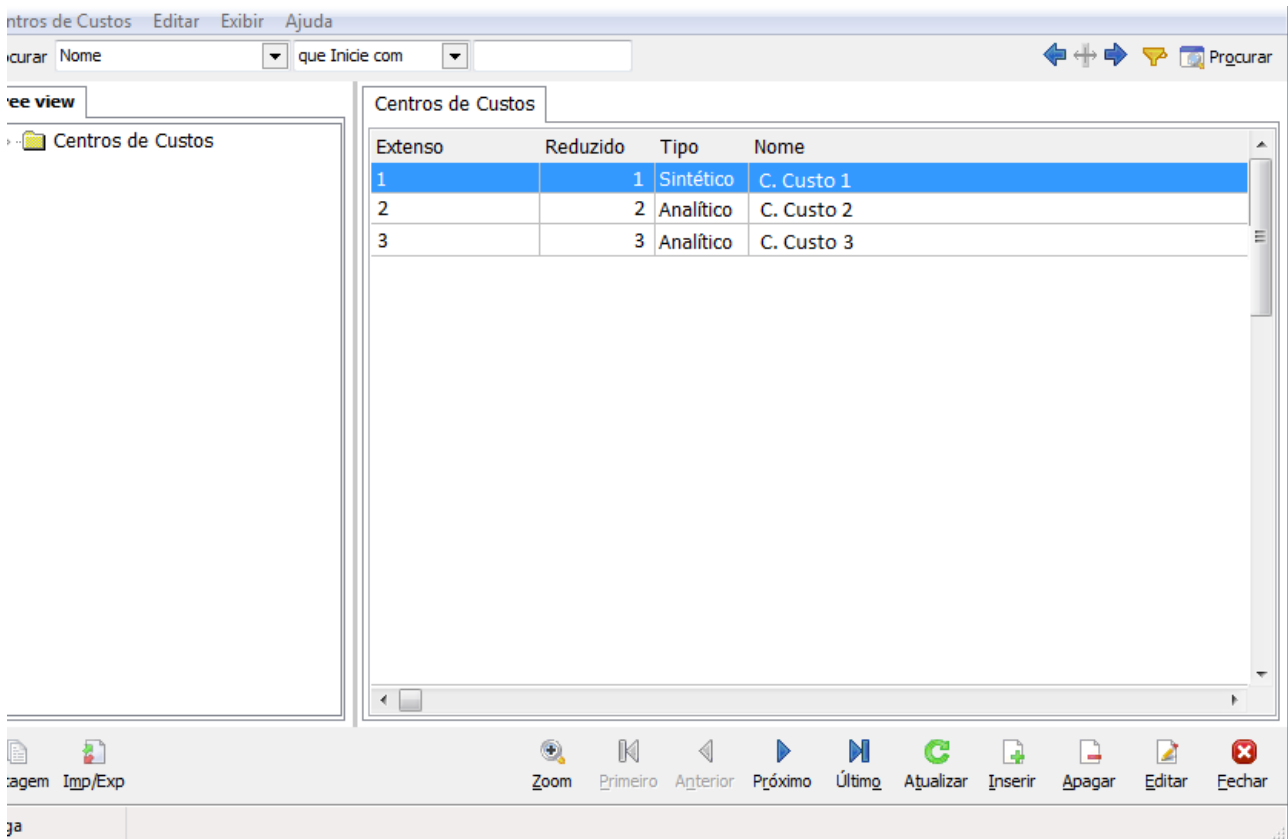 ntros de Custos Editar Exibir Ajuda
ocurar Nome que Inicie com Procurar
ree view Centros de Custos
Centros de Custos
Extenso Reduzido Tipo Nome
1 1 Sintético C. Custo 1
2 2 Analítico C. Custo 2
3 3 Analítico C. Custo 3
tagem Imp/Exp Zoom Primeiro Anterior Próximo Último Atualizar Inserir Apagar Editar Fechar
ga